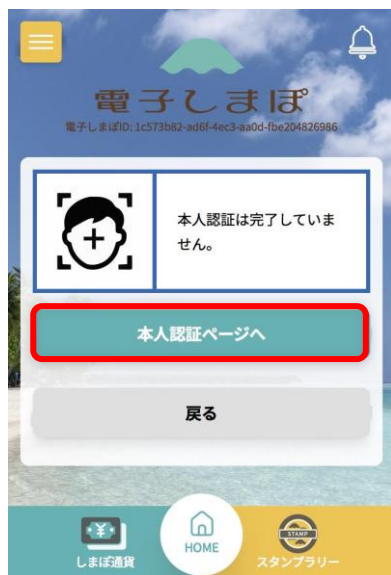 電子しまぽ
電子しまぽID: 1c573b82-ad6f-4ec3-aa0d-fbe204826986
本人認証は完了していま
せん。
本人認証ページへ
戻る
しまぽ通貨
HOME
STAMP
スタンプラリー